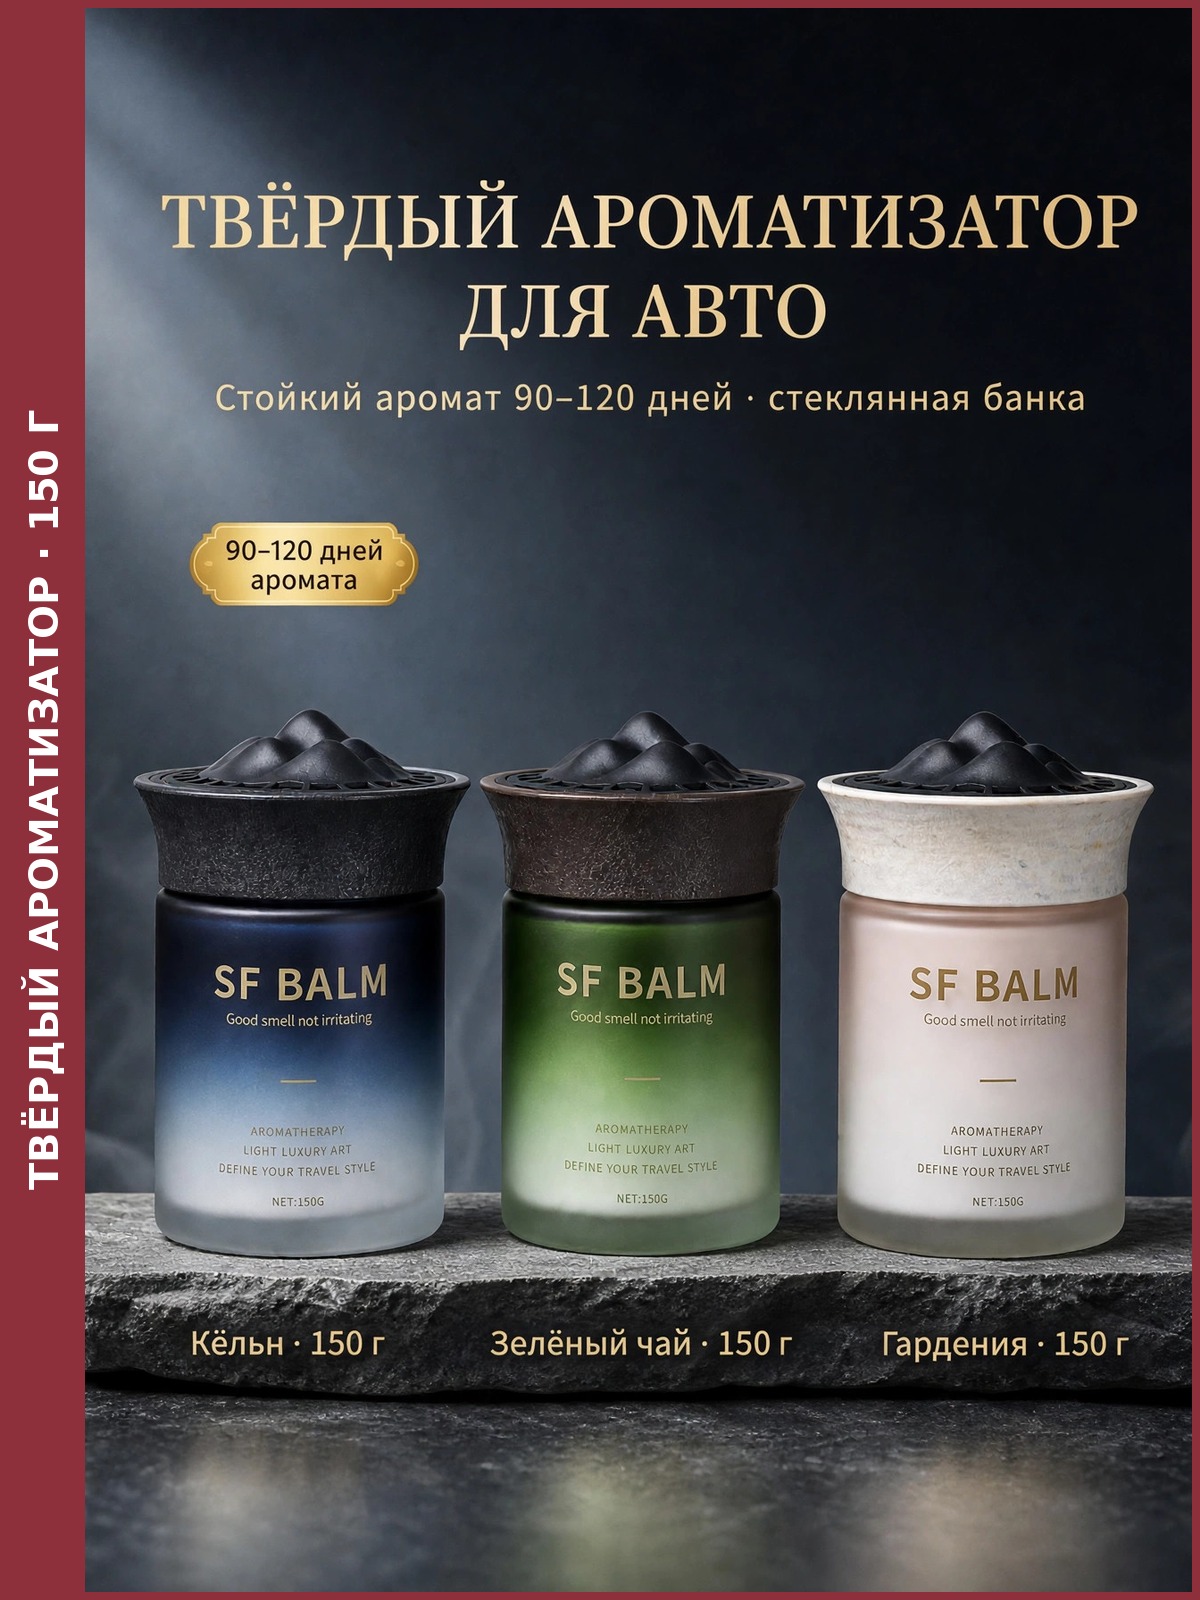 ТВЁРДЫЙ АРОМАТИЗАТОР · 150 Г
ТВЁРДЫЙ АРОМАТИЗАТОР
ДЛЯ АВТО
Стойкий аромат 90–120 дней · стеклянная банка
90–120 дней
аромата
SF BALM
Good smell not irritating
AROMATHERAPY
LIGHT LUXURY ART
DEFINE YOUR TRAVEL STYLE
NET:150G
SF BALM
Good smell not irritating
AROMATHERAPY
LIGHT LUXURY ART
DEFINE YOUR TRAVEL STYLE
NET:150G
SF BALM
Good smell not irritating
AROMATHERAPY
LIGHT LUXURY ART
DEFINE YOUR TRAVEL STYLE
NET:150G
Кёльн · 150 г
Зелёный чай · 150 г
Гардения · 150 г